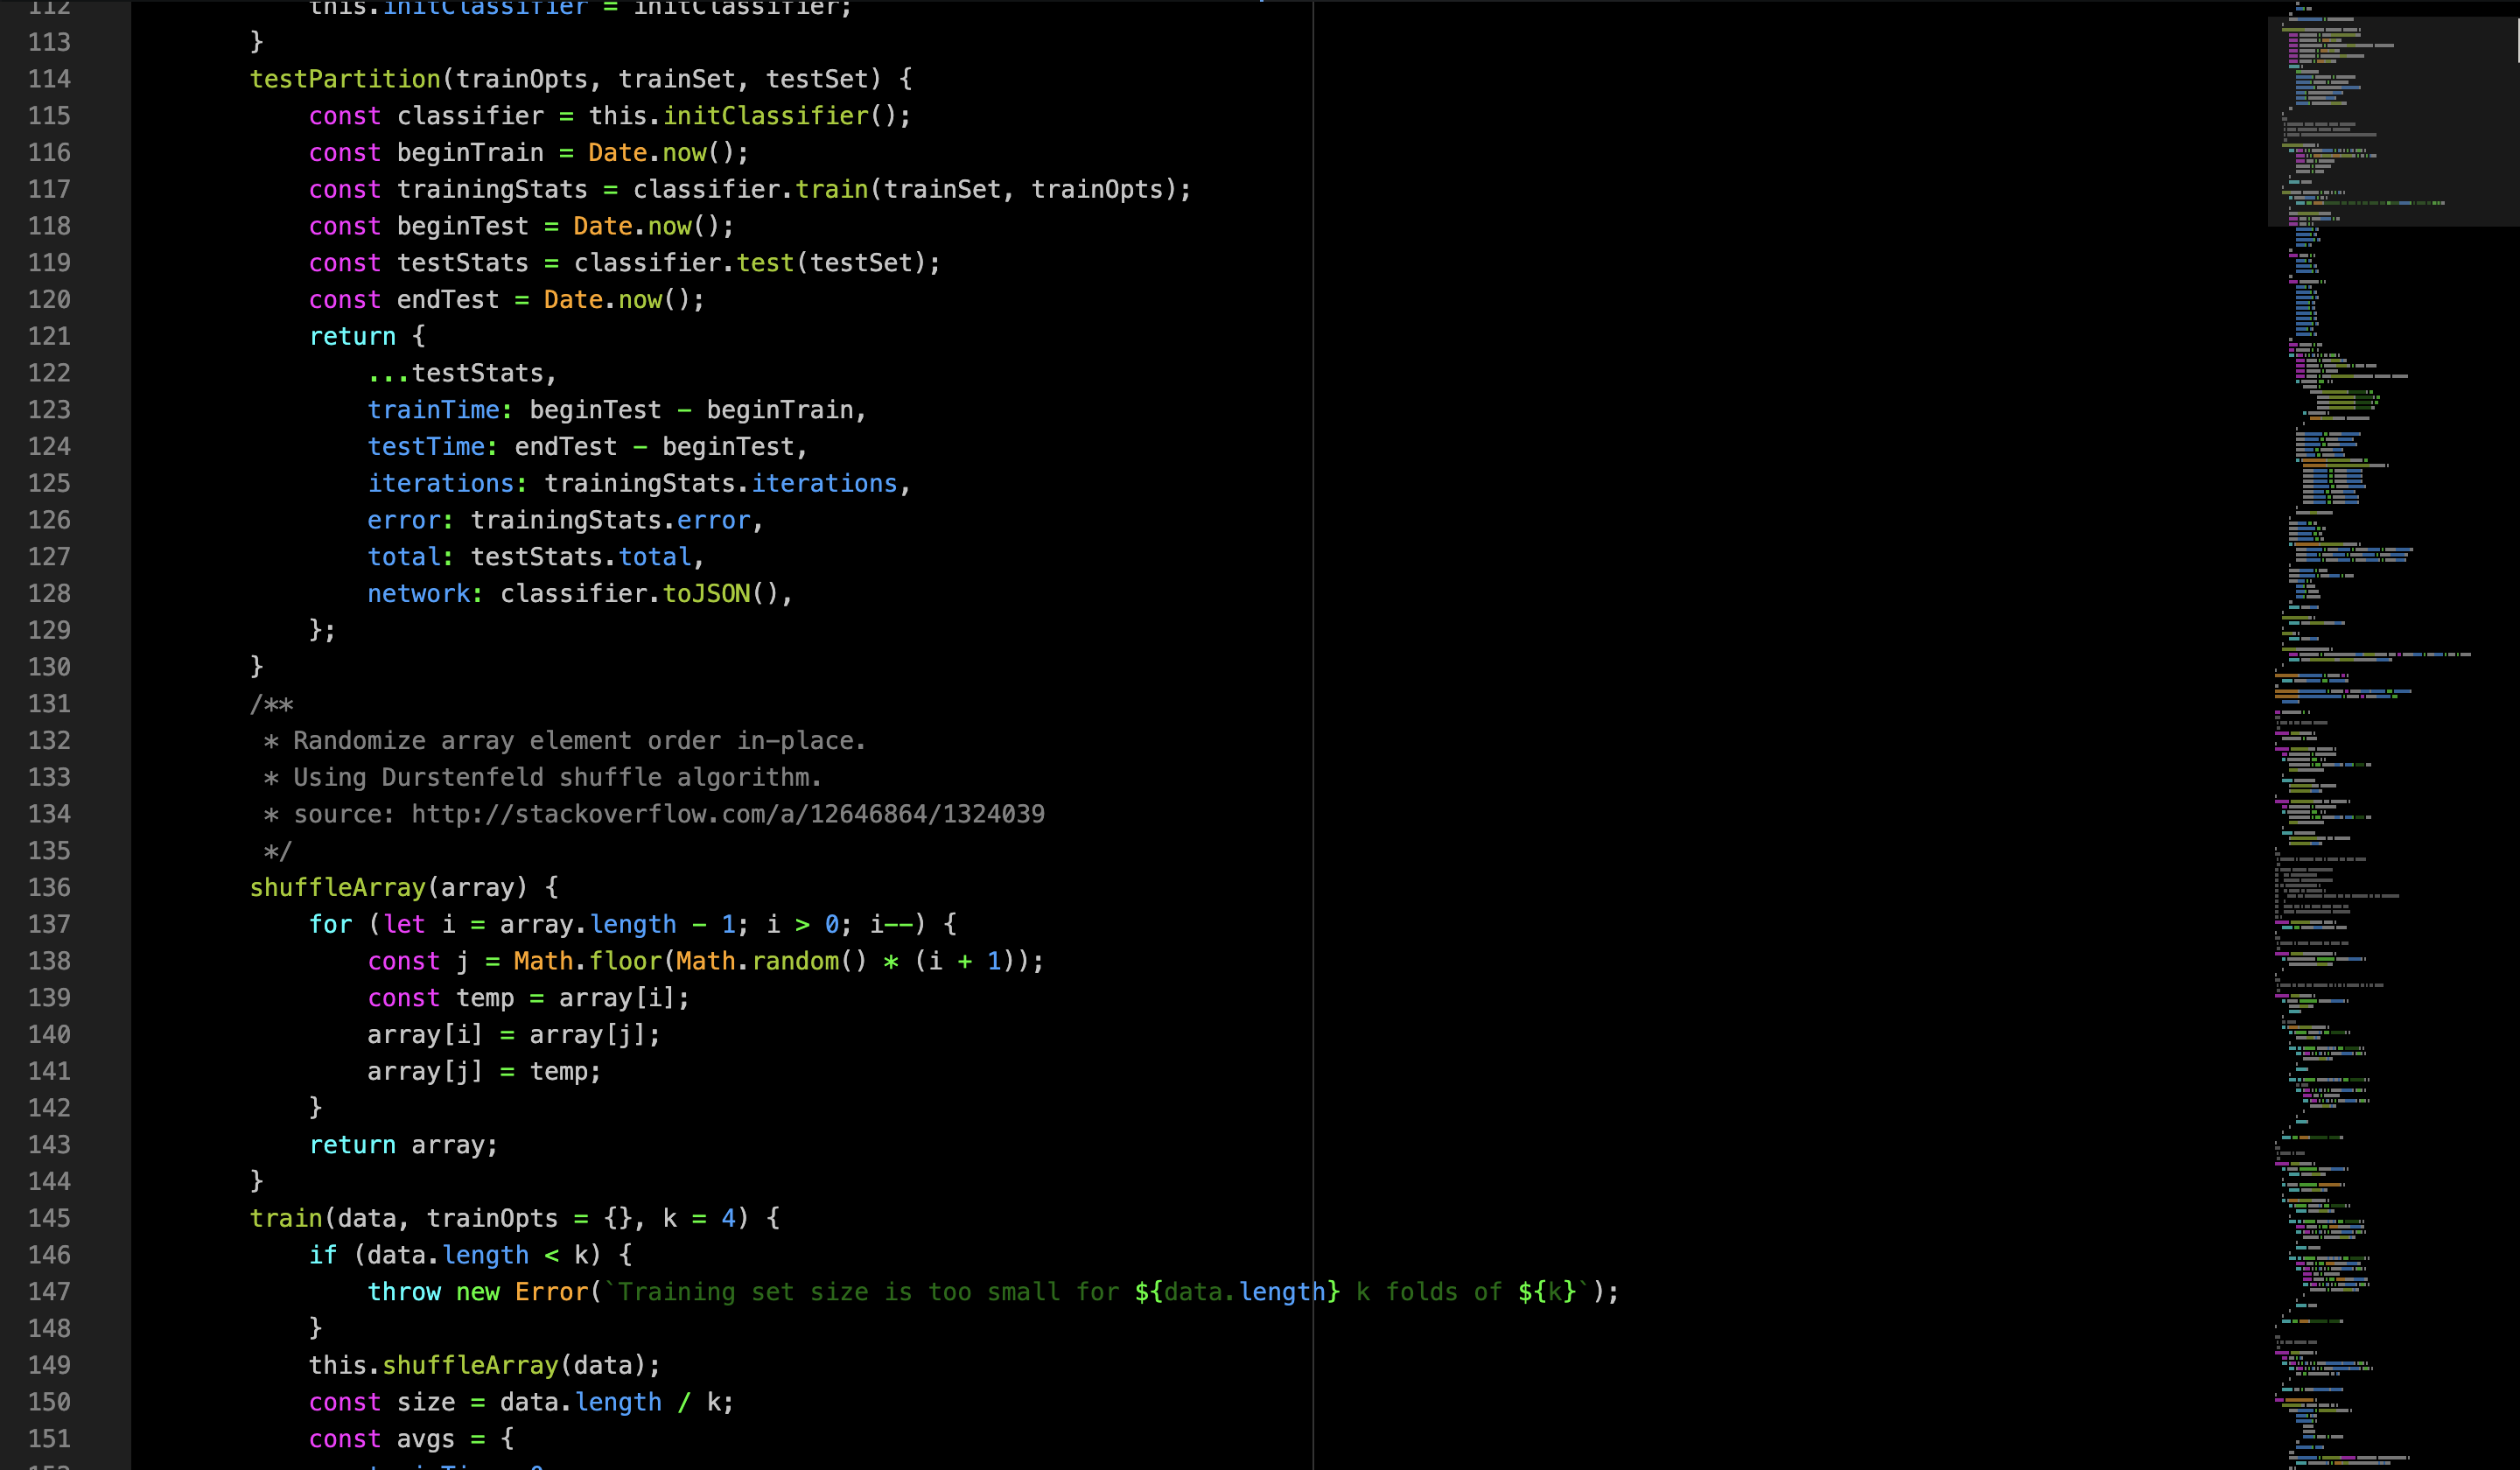 112 this.initClassifier = initClassifier;
113 }
114 testPartition(trainOpts, trainSet, testSet) {
115 const classifier = this.initClassifier();
116 const beginTrain = Date.now();
117 const trainingStats = classifier.train(trainSet, trainOpts);
118 const beginTest = Date.now();
119 const testStats = classifier.test(testSet);
120 const endTest = Date.now();
121 return {
122 ...testStats,
123 trainTime: beginTest - beginTrain,
124 testTime: endTest - beginTest,
125 iterations: trainingStats.iterations,
126 error: trainingStats.error,
127 total: testStats.total,
128 network: classifier.toJSON(),
129 };
130 }
131 /**
132 * Randomize array element order in-place.
133 * Using Durstenfeld shuffle algorithm.
134 * source: http://stackoverflow.com/a/12646864/1324039
135 */
136 shuffleArray(array) {
137 for (let i = array.length - 1; i > 0; i--) {
138 const j = Math.floor(Math.random() * (i + 1));
139 const temp = array[i];
140 array[i] = array[j];
141 array[j] = temp;
142 }
143 return array;
144 }
145 train(data, trainOpts = {}, k = 4) {
146 if (data.length < k) {
147 throw new Error(`Training set size is too small for ${data.length} k folds of ${k}`);
148 }
149 this.shuffleArray(data);
150 const size = data.length / k;
151 const avgs = {